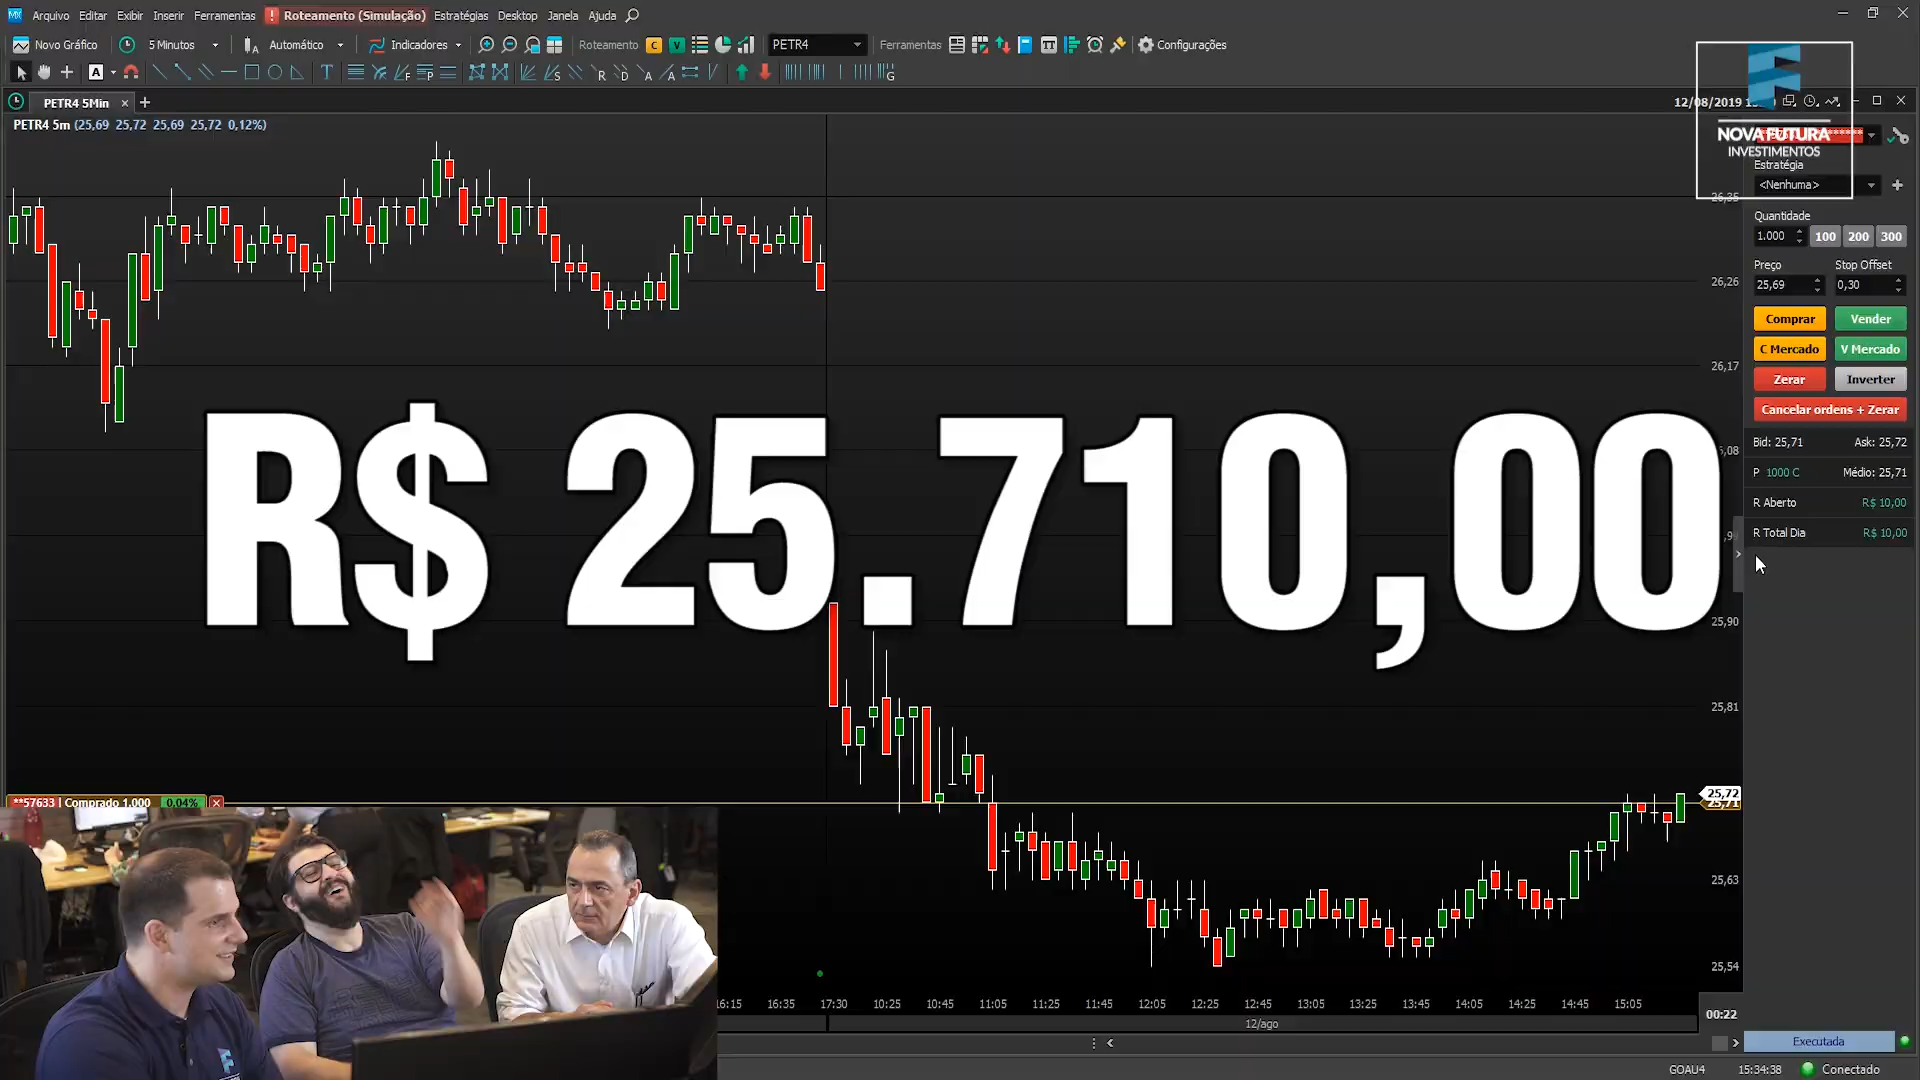 Arquivo Editar Exibir Inserir Ferramentas ! Roteamento (Simulação) Estratégias Desktop Janela Ajuda
Novo Gráfico 5 Minutos Automático Indicadores Roteamento C V PETR4 Ferramentas TT Configurações
PETR4 5Min
12/08/2019
PETR4 5m (25,69 25,72 25,69 25,72 0,12%)
NOVA FUTURA
INVESTIMENTOS
Estratégia
<Nenhuma>
Quantidade
1.000 100 200 300
Preço Stop Offset
25,69 0,30
Comprar Vender
C Mercado V Mercado
Zerar Inverter
Cancelar ordens + Zerar
Bid: 25,71 Ask: 25,72
P 1000 C Médio: 25,71
R Aberto R$ 10,00
R Total Dia R$ 10,00
26,35
26,26
26,17
R$ 25.710,00
25,90
25,81
25,72
25,71
25,63
25,54
**57633 | Comprado 1.000 0,04%
16:15 16:35 17:30 10:25 10:45 11:05 11:25 11:45 12:05 12:25 12:45 13:05 13:25 13:45 14:05 14:25 14:45 15:05
12/ago
00:22
Executada
GOAU4 15:34:38 Conectado